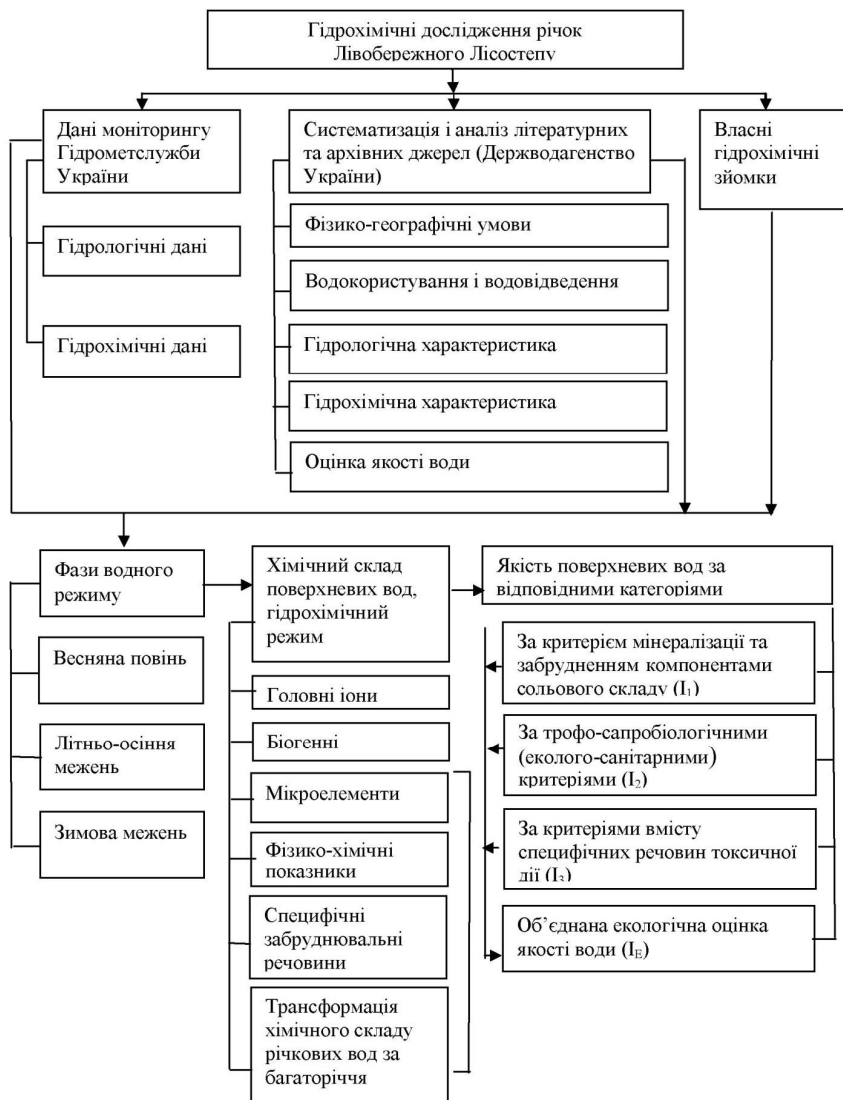 Гідрохімічні дослідження річок
Лівобережного Лісостепу
Дані моніторингу
Гідрометслужби
України
Гідрологічні дані
Гідрохімічні дані
Систематизація і аналіз літературних
та архівних джерел (Держводагенство
України)
Фізико-географічні умови
Водокористування і водовідведення
Гідрологічна характеристика
Гідрохімічна характеристика
Оцінка якості води
Власні
гідрохімічні
зйомки
Фази водного
режиму
Весняна повінь
Літньо-осіння
межень
Зимова межень
Хімічний склад
поверхневих вод,
гідрохімічний
режим
Головні іони
Біогенні
Мікроелементи
Фізико-хімічні
показники
Специфічні
забруднювальні
речовини
Трансформація
хімічного складу
річкових вод за
багаторіччя
Якість поверхневих вод за
відповідними категоріями
За критерієм мінералізації та
забрудненням компонентами
сольового складу (I₁)
За трофо-сапробіологічними
(еколого-санітарними)
критеріями (I₂)
За критеріями вмісту
специфічних речовин токсичної
дії (I₃)
Об’єднана екологічна оцінка
якості води (I_E)